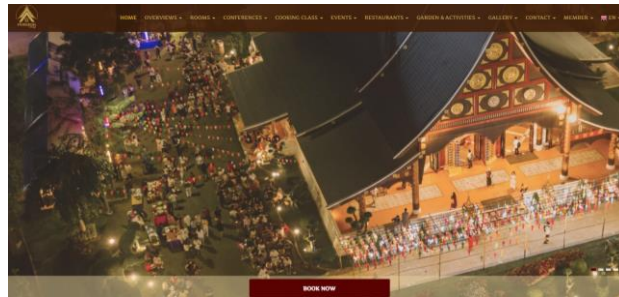 HOME OVERVIEWS ROOMS CONFERENCES COOKING CLASS EVENTS RESTAURANTS GARDEN & ACTIVITIES GALLERY CONTACT MEMBER EN
BOOK NOW